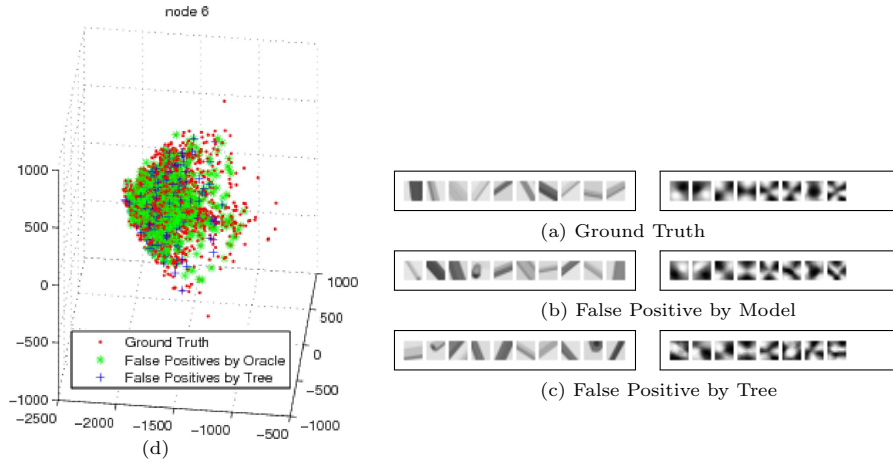 node 6
1000
500
0
−500
−1000
−2500
−2000
−1500
−1000
−500
−1000
−500
0
500
1000
Ground Truth
False Positives by Oracle
False Positives by Tree
(d)
(a) Ground Truth
(b) False Positive by Model
(c) False Positive by Tree